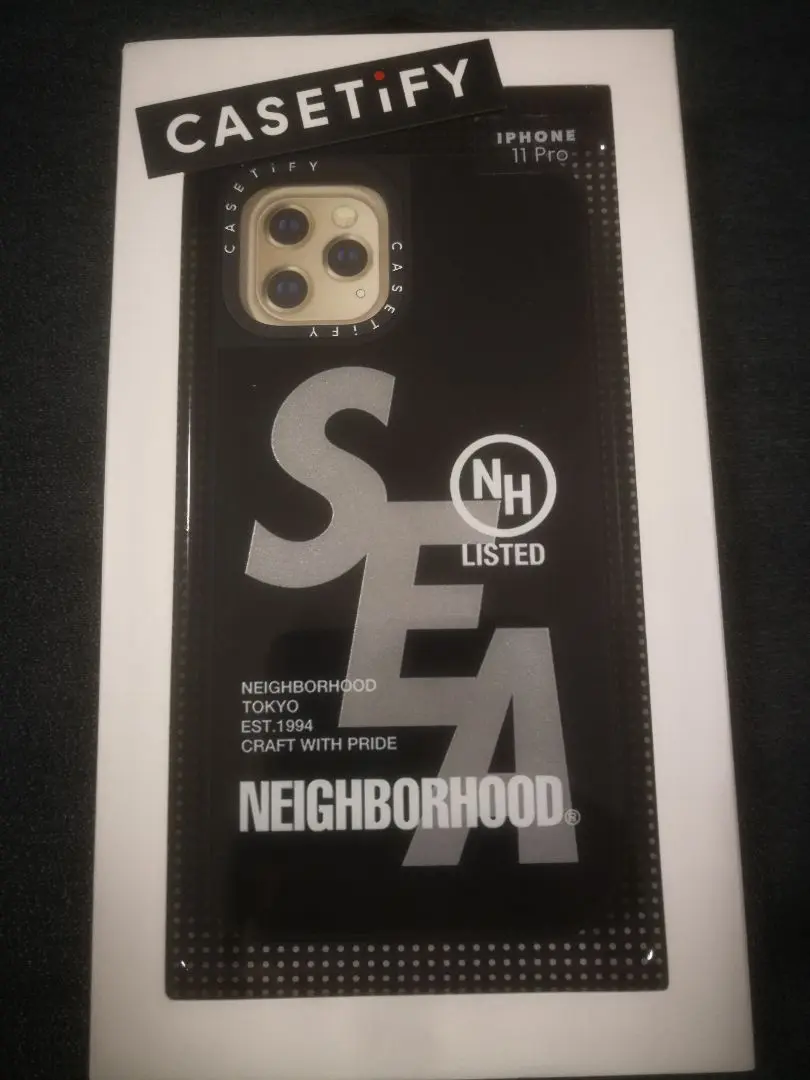 CASETiFY
IPHONE
11 Pro
CASETiFY
CASETiFY
SEA
NH
LISTED
NEIGHBORHOOD
TOKYO
EST.1994
CRAFT WITH PRIDE
NEIGHBORHOOD®